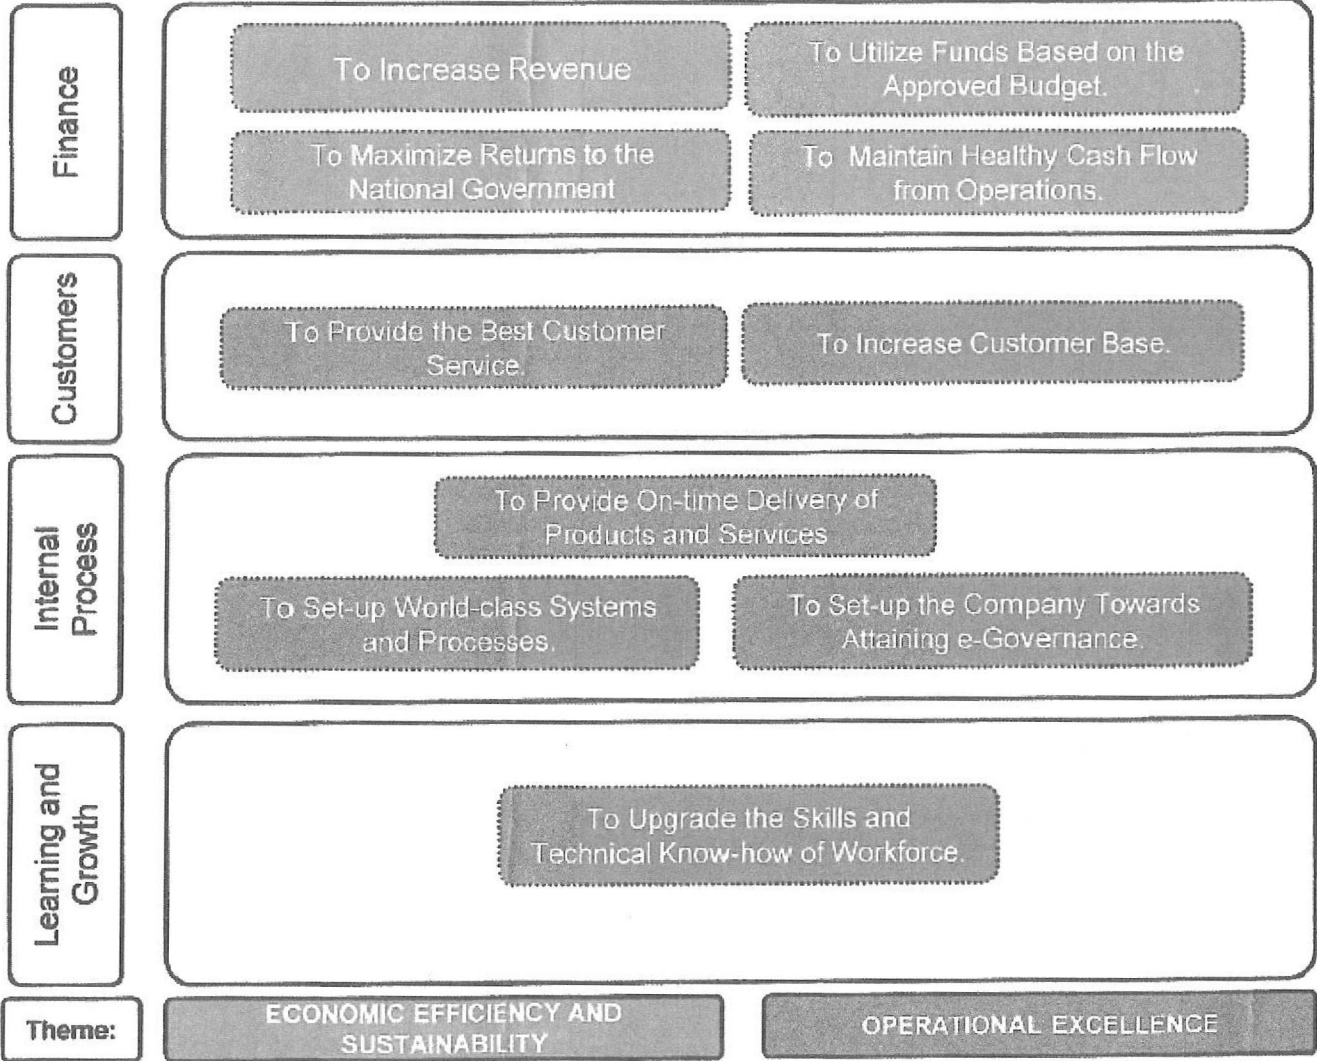 Finance
To Increase Revenue
To Utilize Funds Based on the
Approved Budget.
To Maximize Returns to the
National Government
To Maintain Healthy Cash Flow
from Operations.
Customers
To Provide the Best Customer
Service.
To Increase Customer Base.
Internal
Process
To Provide On-time Delivery of
Products and Services
To Set-up World-class Systems
and Processes.
To Set-up the Company Towards
Attaining e-Governance.
Learning and
Growth
To Upgrade the Skills and
Technical Know-how of Workforce.
Theme:
ECONOMIC EFFICIENCY AND
SUSTAINABILITY
OPERATIONAL EXCELLENCE